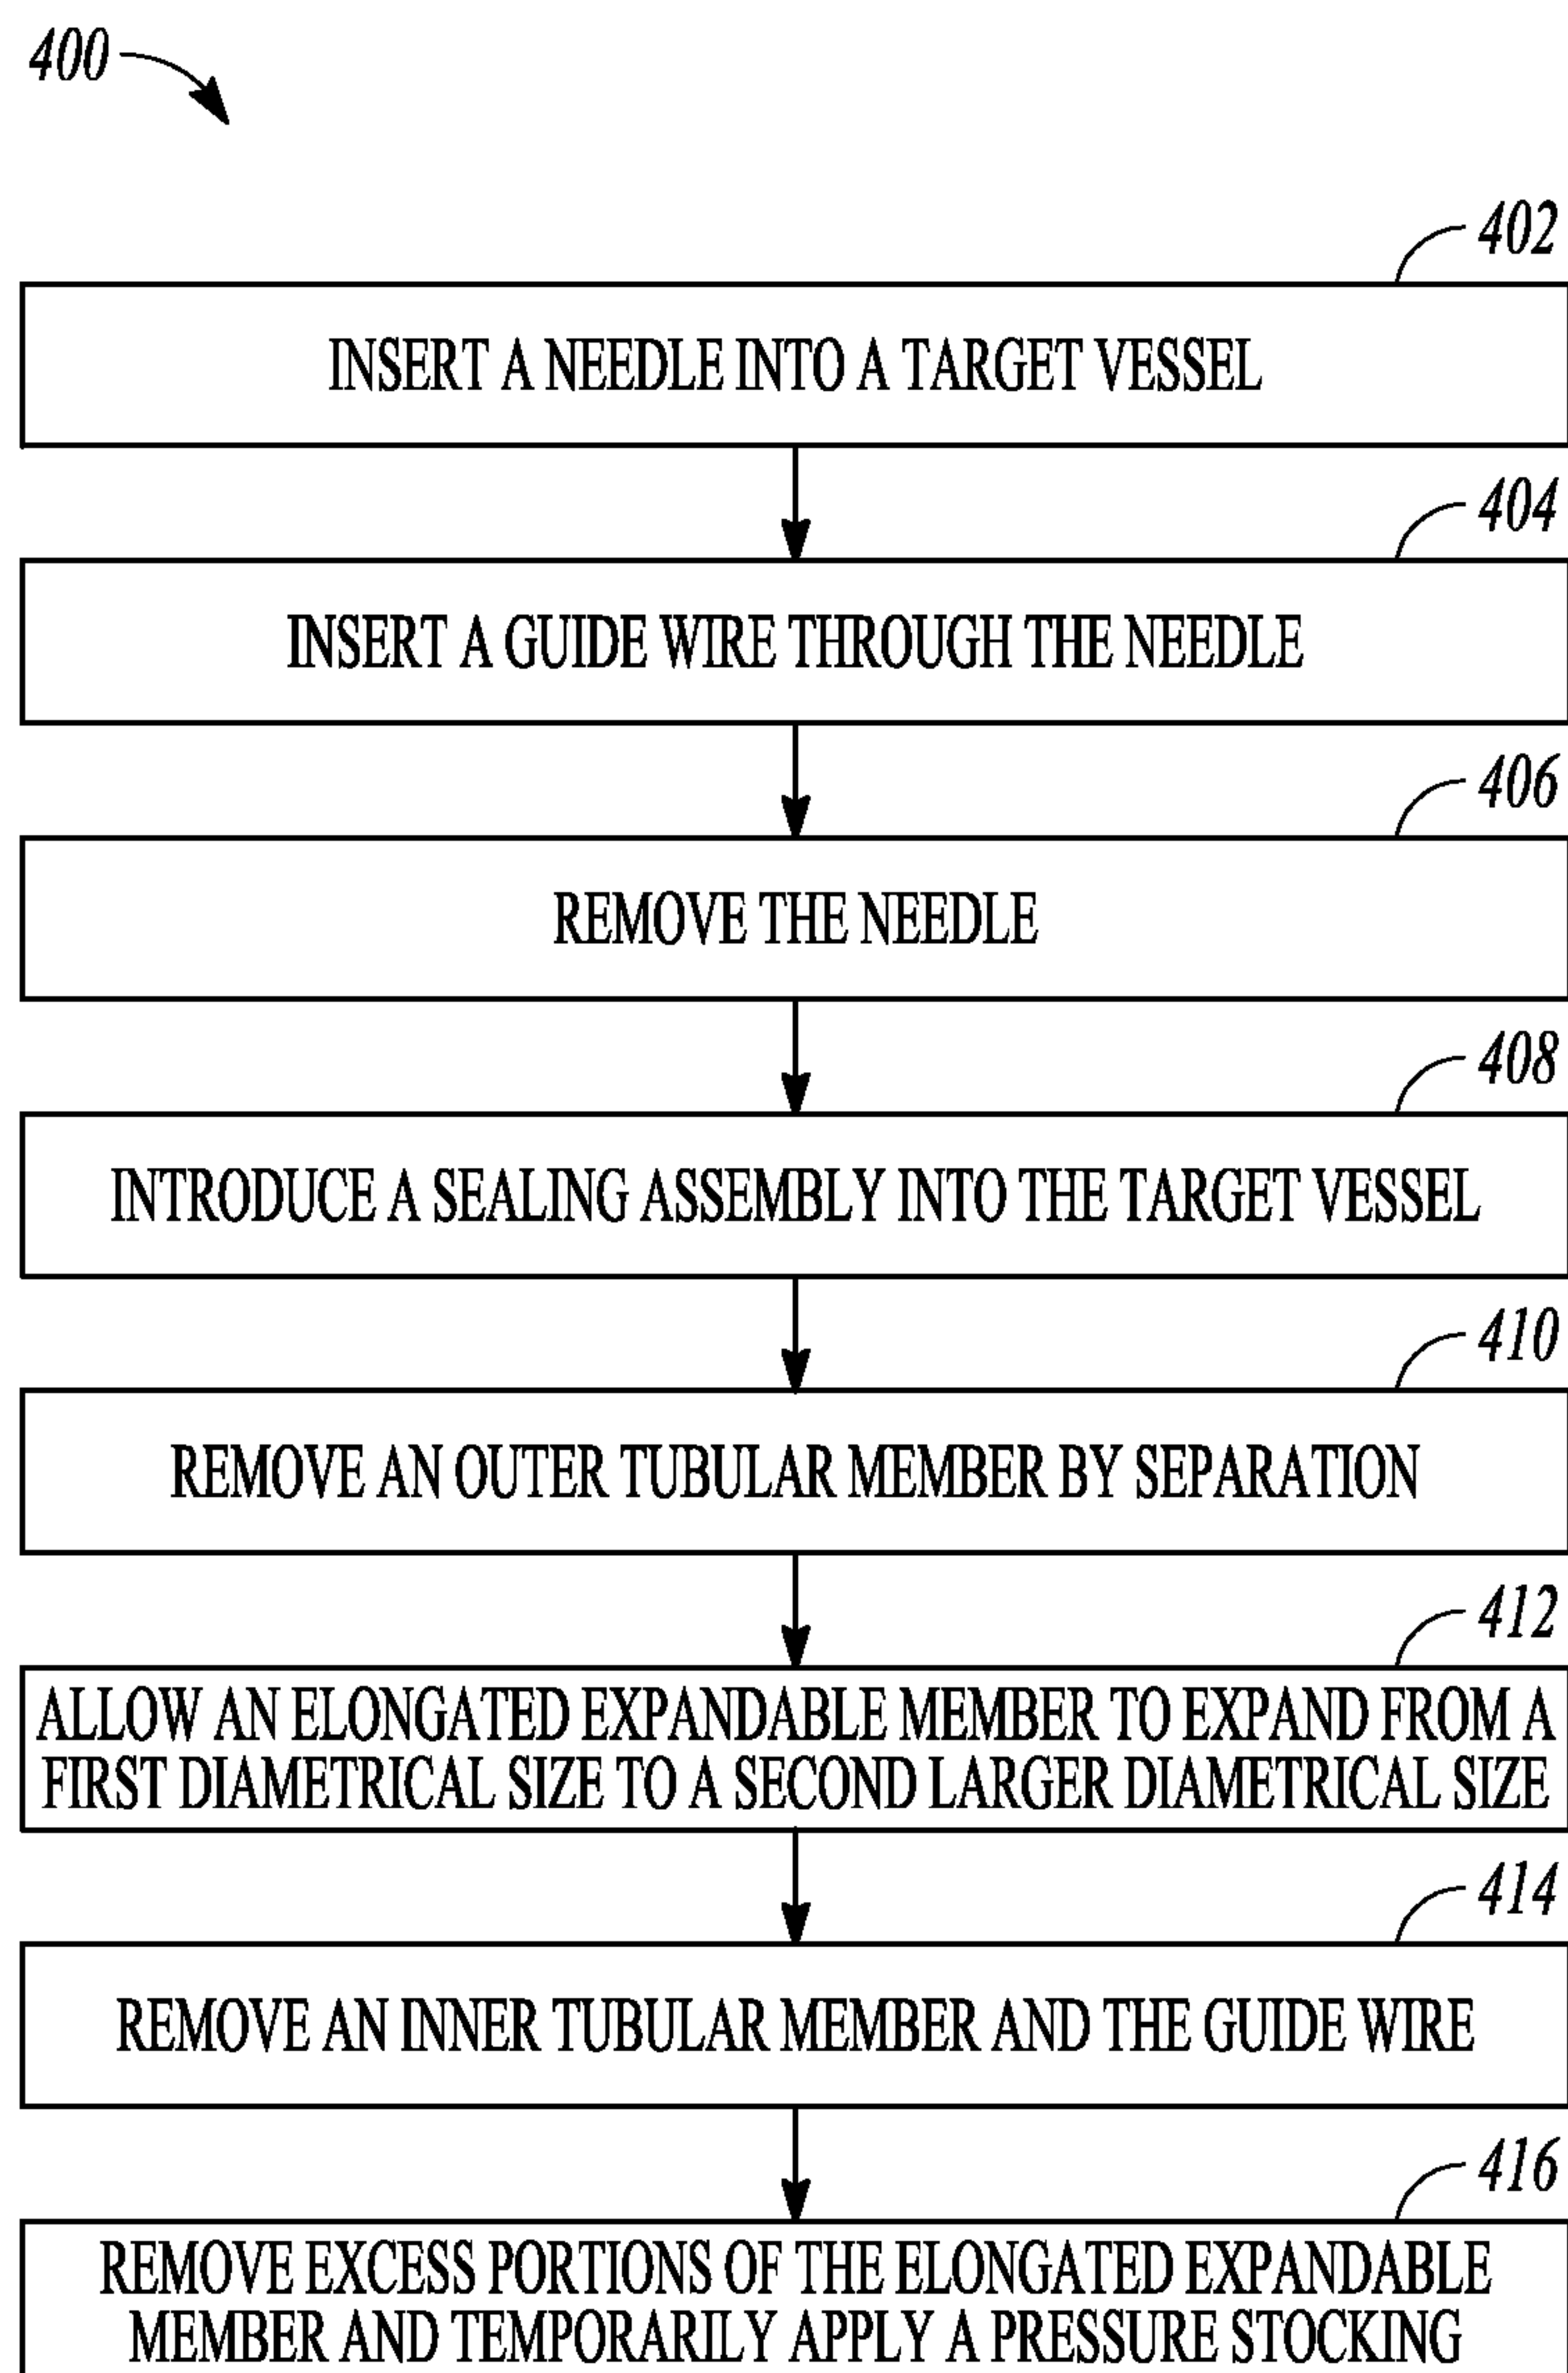 400
402
INSERT A NEEDLE INTO A TARGET VESSEL
404
INSERT A GUIDE WIRE THROUGH THE NEEDLE
406
REMOVE THE NEEDLE
408
INTRODUCE A SEALING ASSEMBLY INTO THE TARGET VESSEL
410
REMOVE AN OUTER TUBULAR MEMBER BY SEPARATION
412
ALLOW AN ELONGATED EXPANDABLE MEMBER TO EXPAND FROM A
FIRST DIAMETRICAL SIZE TO A SECOND LARGER DIAMETRICAL SIZE
414
REMOVE AN INNER TUBULAR MEMBER AND THE GUIDE WIRE
416
REMOVE EXCESS PORTIONS OF THE ELONGATED EXPANDABLE
MEMBER AND TEMPORARILY APPLY A PRESSURE STOCKING